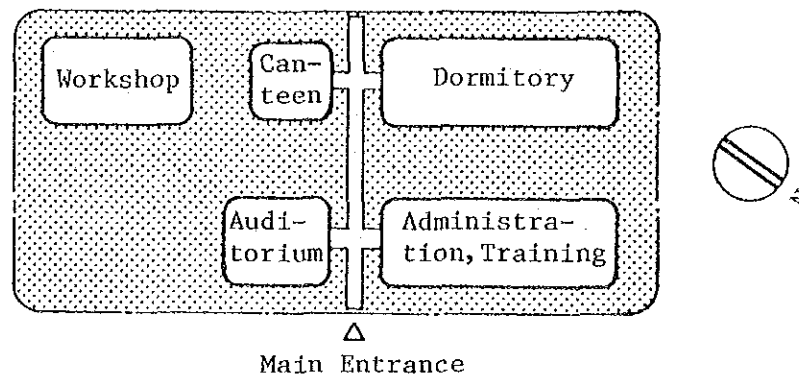 Workshop
Can-
teen
Dormitory
Audi-
torium
Administra-
tion, Training
Main Entrance